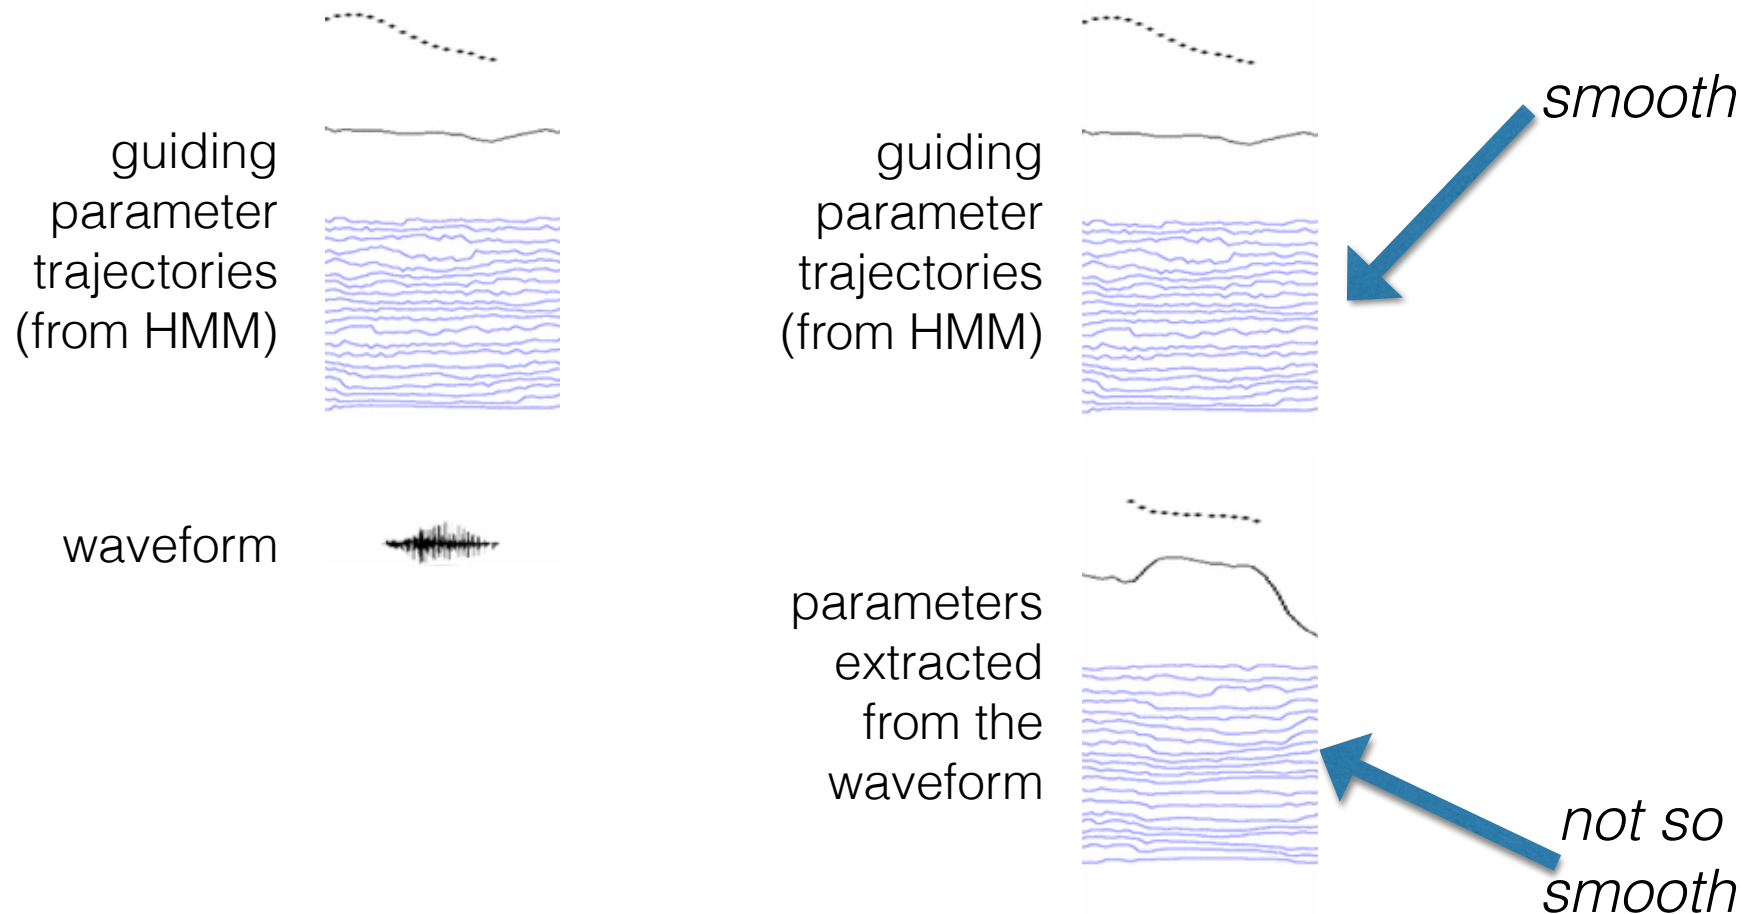 guiding
parameter
trajectories
(from HMM)
waveform
guiding
parameter
trajectories
(from HMM)
smooth
parameters
extracted
from the
waveform
not so
smooth